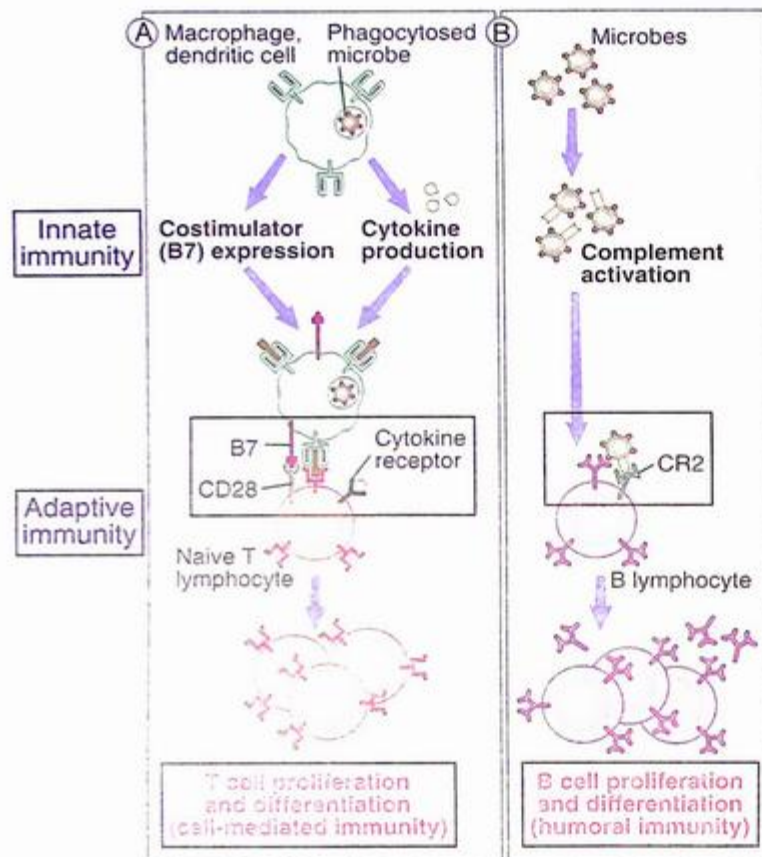 A
Macrophage,
dendritic cell
Phagocytosed
microbe
B
Microbes
Innate
immunity
Costimulator
(B7) expression
Cytokine
production
Complement
activation
B7
CD28
Cytokine
receptor
CR2
Adaptive
immunity
Naive T
lymphocyte
B lymphocyte
T cell proliferation
and differentiation
(cell-mediated immunity)
B cell proliferation
and differentiation
(humoral immunity)